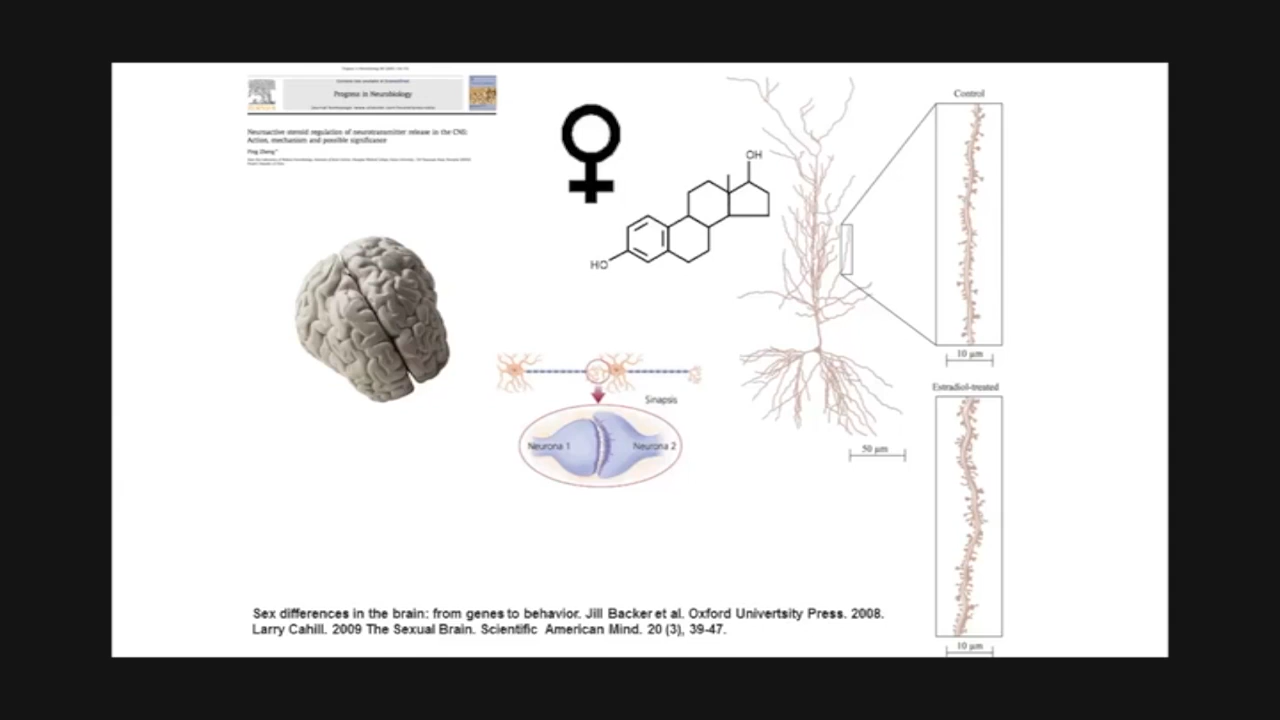 Progress in Neurobiology
Neuroactive steroid regulation of neurotransmitter release in the CNS:
Action, mechanism and possible significance
Ping Zheng*
OH
HO
Control
10 µm
Estradiol-treated
Sinapsis
Neurona 1
Neurona 2
50 µm
Sex differences in the brain: from genes to behavior. Jill Backer et al. Oxford Univertsity Press. 2008.
Larry Cahill. 2009 The Sexual Brain. Scientific American Mind. 20 (3), 39-47.
10 µm